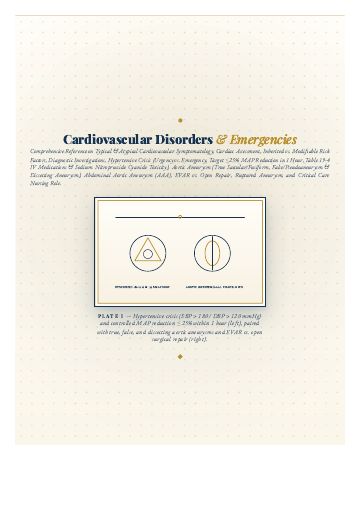 Cardiovascular Disorders & Emergencies
Comprehensive Reference on Typical & Atypical Cardiovascular Symptomatology, Cardiac Assessment, Inherited vs. Modifiable Risk
Factors, Diagnostic Investigations, Hypertensive Crisis (Urgency vs. Emergency, Target ≤25% MAP Reduction in 1 Hour, Table 19-4
IV Medications & Sodium Nitroprusside Cyanide Toxicity), Aortic Aneurysm (True Saccular/Fusiform, False/Pseudoaneurysm &
Dissecting Aneurysm), Abdominal Aortic Aneurysm (AAA), EVAR vs. Open Repair, Ruptured Aneurysm, and Critical Care
Nursing Role.
PLATE I — Hypertensive crisis (SBP > 180 / DBP > 120 mmHg)
and controlled MAP reduction ≤ 25% within 1 hour (left), paired
with true, false, and dissecting aortic aneurysms and EVAR vs. open
surgical repair (right).